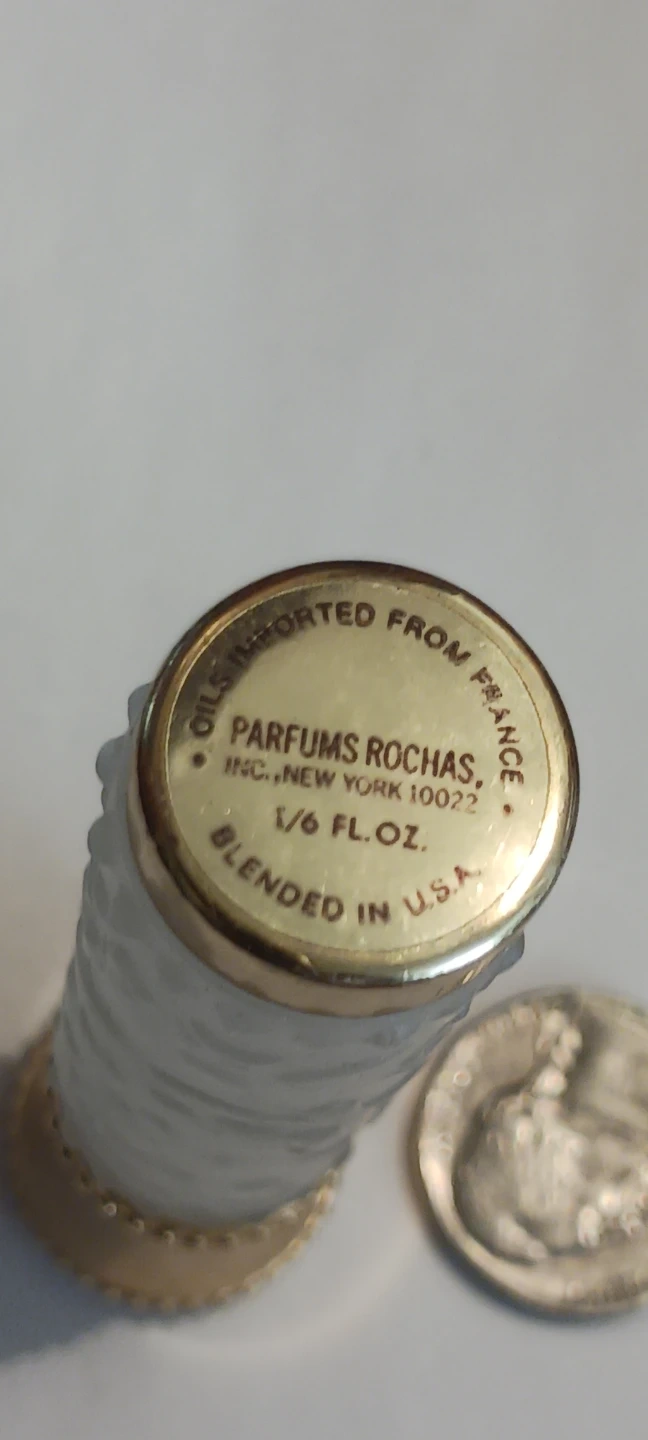 • OILS IMPORTED FROM FRANCE •
PARFUMS ROCHAS,
INC., NEW YORK 10022
1/6 FL. OZ.
BLENDED IN U.S.A.